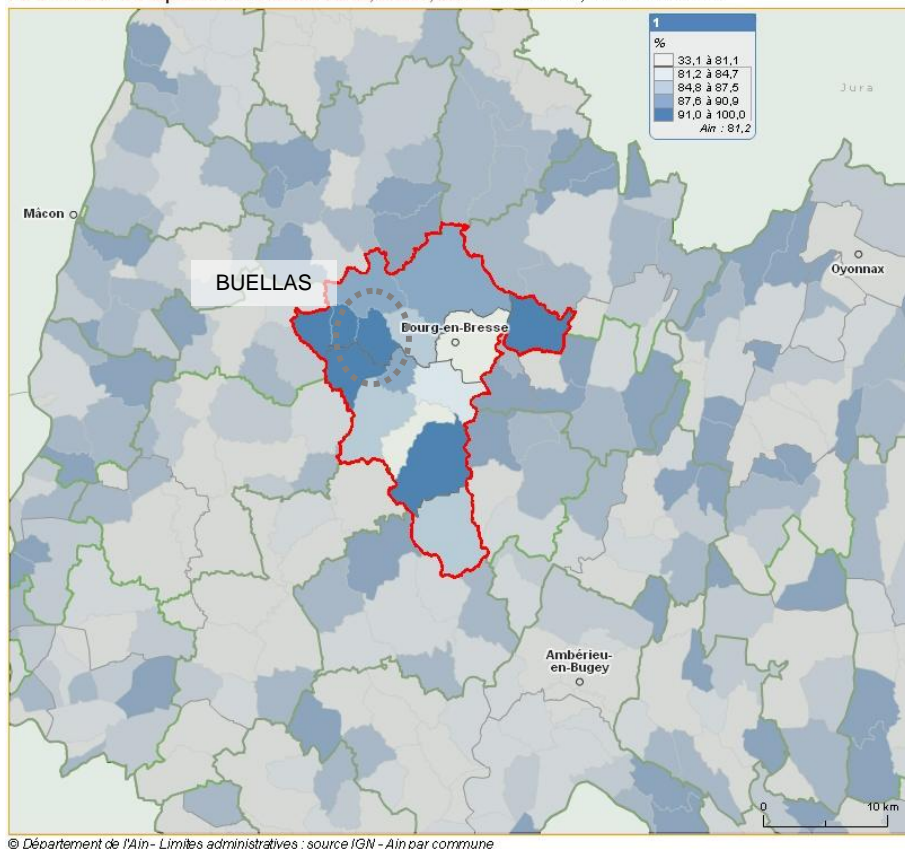 1
%
33,1 à 81,1
81,2 à 84,7
84,8 à 87,5
87,6 à 90,9
91,0 à 100,0
Ain : 81,2
Jura
Mâcon
BUELLAS
Oyonnax
Bourg-en-Bresse
Ambérieu-
en-Bugey
0 10 km
© Département de l'Ain - Limites administratives : source IGN - Ain par commune